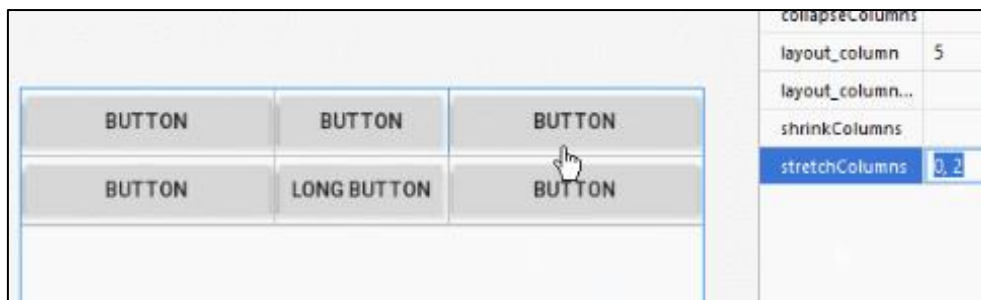 collapseColumns
layout_column 5
layout_column...
shrinkColumns
stretchColumns 0, 2
BUTTON BUTTON BUTTON
BUTTON LONG BUTTON BUTTON